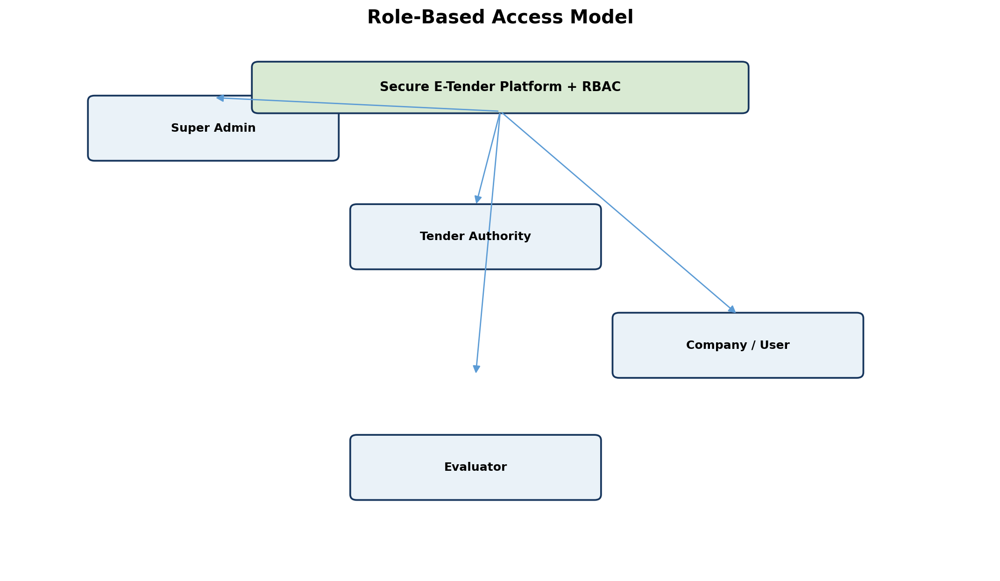 Role-Based Access Model
Secure E-Tender Platform + RBAC
Super Admin
Tender Authority
Company / User
Evaluator